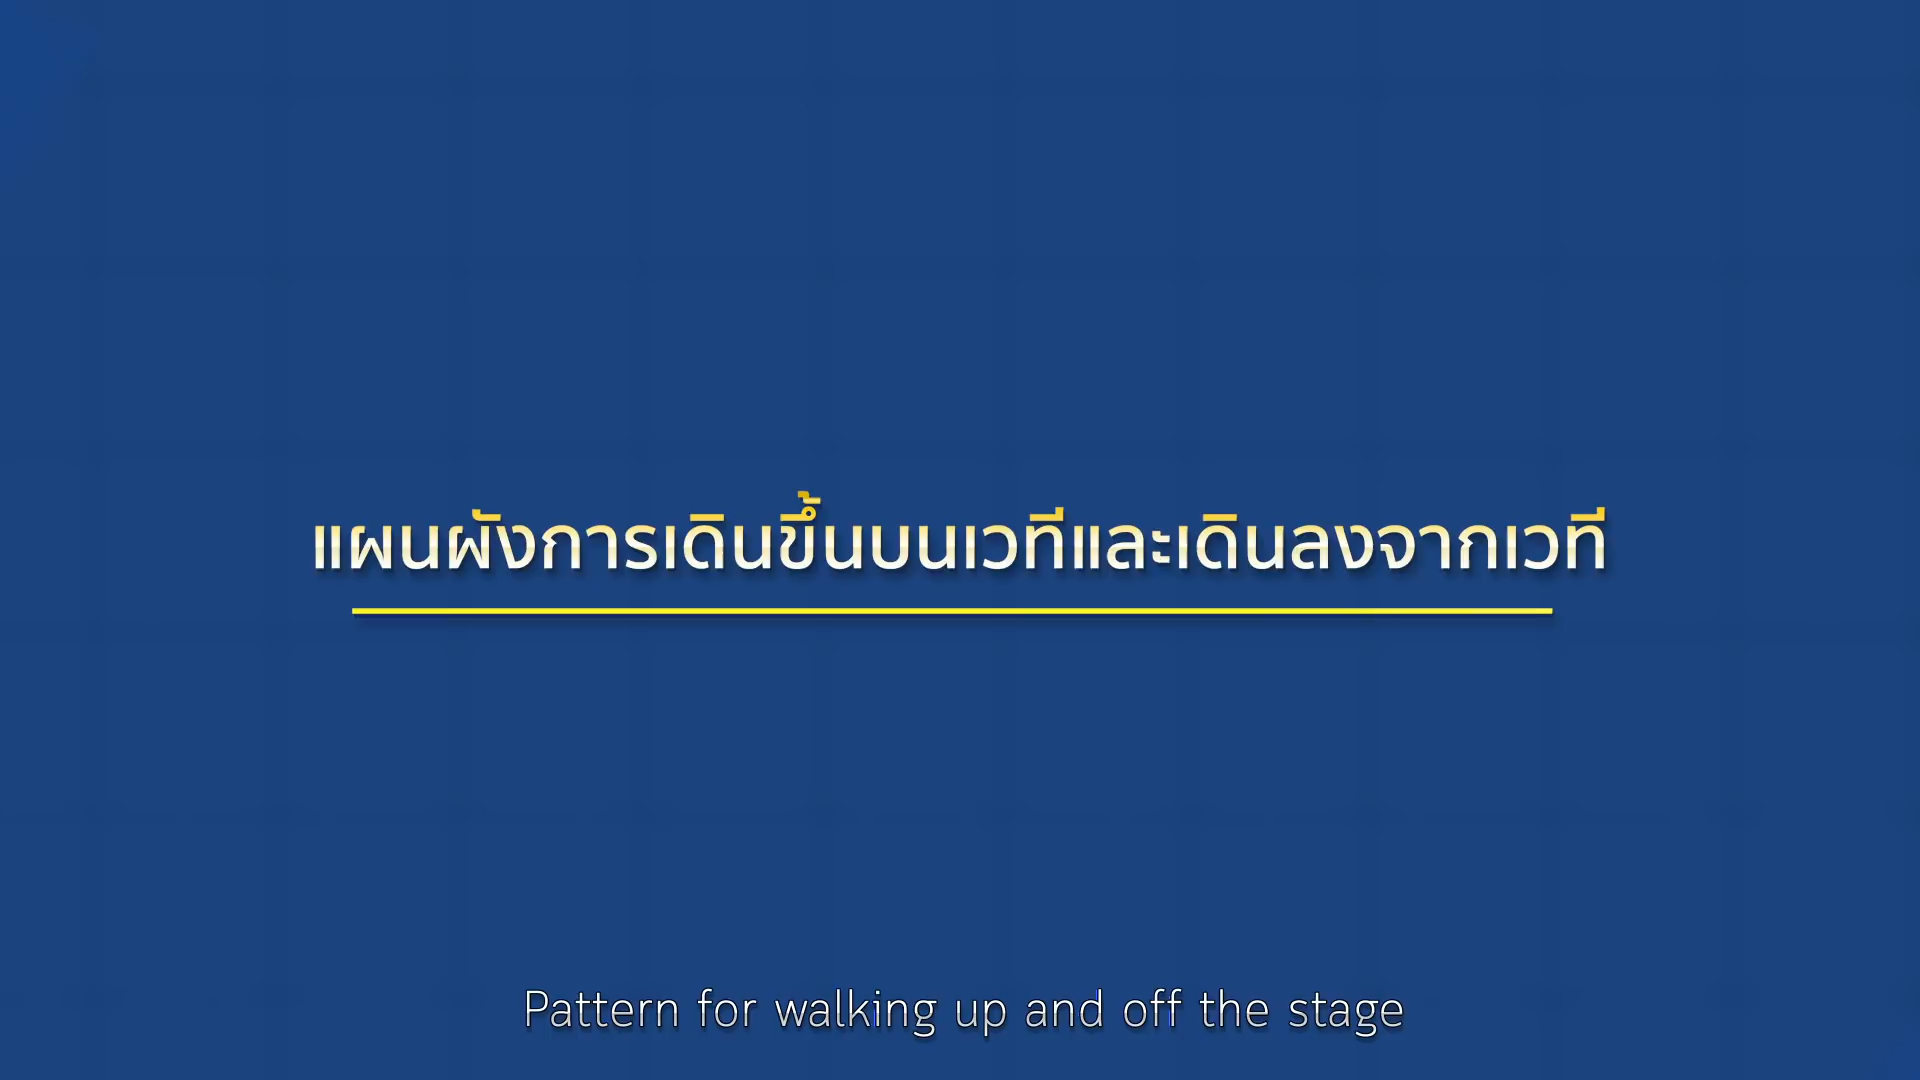 แผนผังการเดินขึ้นบนเวทีและเดินลงจากเวที
Pattern for walking up and off the stage